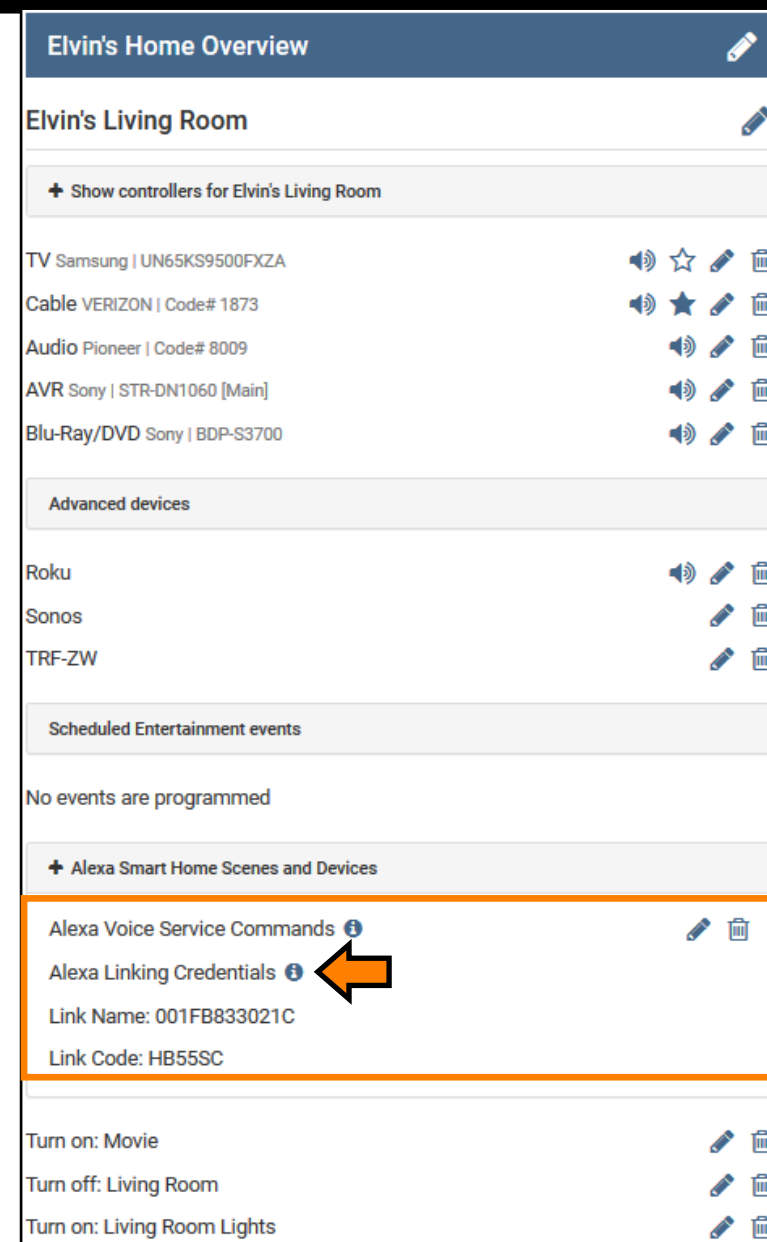 Elvin's Home Overview
Elvin's Living Room
+ Show controllers for Elvin's Living Room
TV Samsung | UN65KS9500FXZA
Cable VERIZON | Code# 1873
Audio Pioneer | Code# 8009
AVR Sony | STR-DN1060 [Main]
Blu-Ray/DVD Sony | BDP-S3700
Advanced devices
Roku
Sonos
TRF-ZW
Scheduled Entertainment events
No events are programmed
+ Alexa Smart Home Scenes and Devices
Alexa Voice Service Commands
Alexa Linking Credentials
Link Name: 001FB833021C
Link Code: HB55SC
Turn on: Movie
Turn off: Living Room
Turn on: Living Room Lights